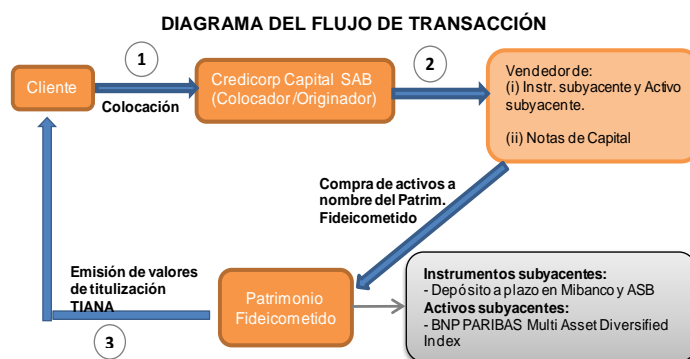 DIAGRAMA DEL FLUJO DE TRANSACCIÓN
1
2
Cliente
Colocación
Credicorp Capital SAB
(Colocador/Originador)
Vendedor de:
(i) Instr. subyacente y Activo
subyacente.
(ii) Notas de Capital
Compra de activos a
nombre del Patrim.
Fideicometido
Emisión de valores
de titulización
TIANA
3
Patrimonio
Fideicometido
Instrumentos subyacentes:
- Depósito a plazo en Mibanco y ASB
Activos subyacentes:
- BNP PARIBAS Multi Asset Diversified
Index